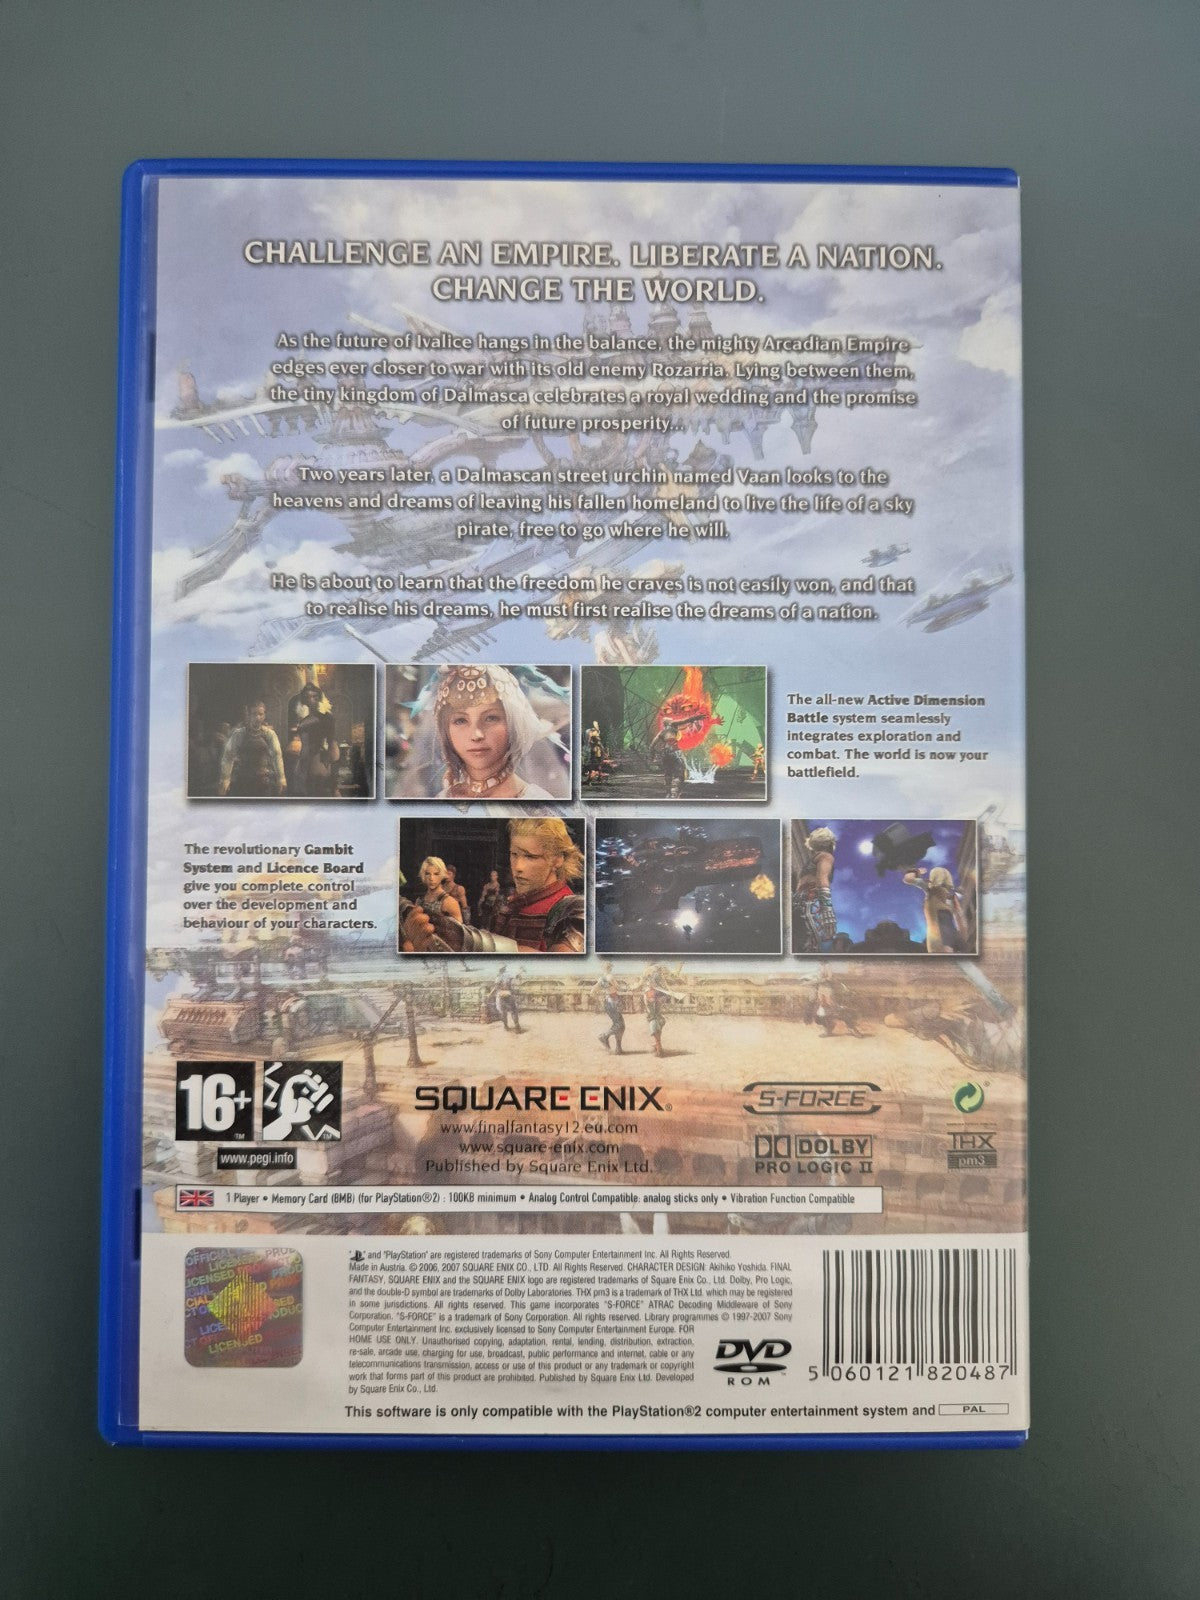 CHALLENGE AN EMPIRE. LIBERATE A NATION.
CHANGE THE WORLD.
As the future of Ivalice hangs in the balance, the mighty Arcadian Empire
edges ever closer to war with its old enemy Rozarria. Lying between them,
the tiny kingdom of Dalmasca celebrates a royal wedding and the promise
of future prosperity...
Two years later, a Dalmascan street urchin named Vaan looks to the
heavens and dreams of leaving his fallen homeland to live the life of a sky
pirate, free to go where he will.
He is about to learn that the freedom he craves is not easily won, and that
to realise his dreams, he must first realise the dreams of a nation.
The all-new Active Dimension
Battle system seamlessly
integrates exploration and
combat. The world is now your
battlefield.
The revolutionary Gambit
System and Licence Board
give you complete control
over the development and
behaviour of your characters.
16+
www.pegi.info
SQUARE ENIX®
www.finalfantasy12.eu.com
www.square-enix.com
Published by Square Enix Ltd.
S-FORCE
DOLBY
PRO LOGIC II
THX
pm3
1 Player • Memory Card (8MB) (for PlayStation®2) : 100KB minimum • Analog Control Compatible: analog sticks only • Vibration Function Compatible
OFFICIAL
LICENSED
PRODUCT
"PS" and "PlayStation" are registered trademarks of Sony Computer Entertainment Inc. All Rights Reserved.
Made in Austria. © 2006, 2007 SQUARE ENIX CO., LTD. All Rights Reserved. CHARACTER DESIGN: Akihiko Yoshida. FINAL
FANTASY, SQUARE ENIX and the SQUARE ENIX logo are registered trademarks of Square Enix Co., Ltd. Dolby, Pro Logic,
and the double-D symbol are trademarks of Dolby Laboratories. THX pm3 is a trademark of THX Ltd. which may be registered
in some jurisdictions. All rights reserved. This game incorporates "S-FORCE" ATRAC Decoding Middleware of Sony
Corporation. "S-FORCE" is a trademark of Sony Corporation. All rights reserved. Library programmes © 1997-2007 Sony
Computer Entertainment Inc. exclusively licensed to Sony Computer Entertainment Europe. FOR
HOME USE ONLY. Unauthorised copying, adaptation, rental, lending, distribution, extraction,
re-sale, arcade use, charging for use, broadcast, public performance and internet, cable or any
telecommunications transmission, access or use of this product or any trademark or copyright
work that forms part of this product are prohibited. Published by Square Enix Ltd. Developed
by Square Enix Co., Ltd.
DVD
ROM
5 060121 820487
This software is only compatible with the PlayStation®2 computer entertainment system and PAL